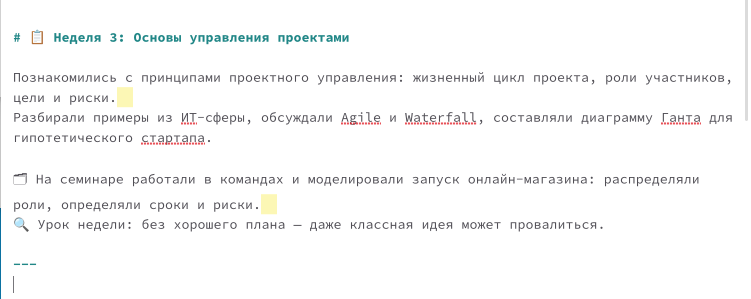 # 📋 Неделя 3: Основы управления проектами
Познакомились с принципами проектного управления: жизненный цикл проекта, роли участников,
цели и риски.
Разбирали примеры из ИТ-сферы, обсуждали Agile и Waterfall, составляли диаграмму Ганта для
гипотетического стартапа.
🗂 На семинаре работали в командах и моделировали запуск онлайн-магазина: распределяли
роли, определяли сроки и риски.
🔍 Урок недели: без хорошего плана — даже классная идея может провалиться.
---